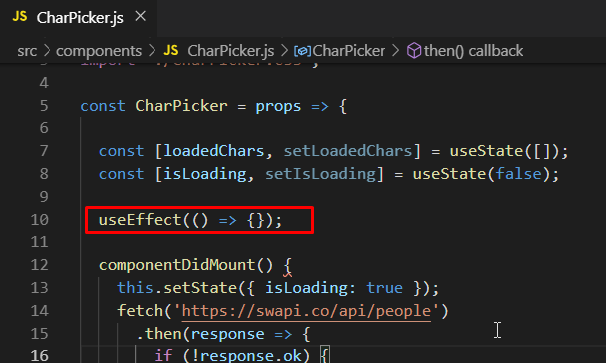 JS CharPicker.js ×
src > components > JS CharPicker.js > CharPicker > then() callback
4
5 const CharPicker = props => {
6
7 const [loadedChars, setLoadedChars] = useState([]);
8 const [isLoading, setIsLoading] = useState(false);
9
10 useEffect(() => {});
11
12 componentDidMount() {
13 this.setState({ isLoading: true });
14 fetch('https://swapi.co/api/people')
15 .then(response => {
16 if (!response.ok) {